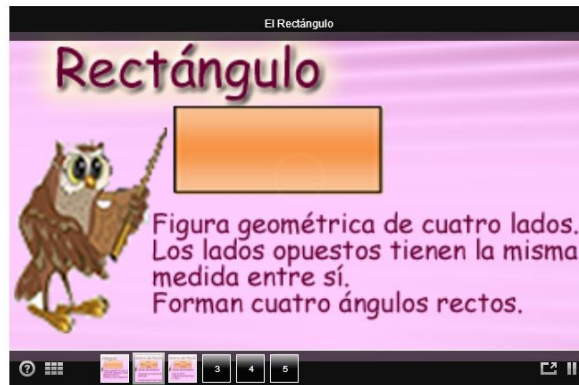 El Rectángulo
Rectángulo
Figura geométrica de cuatro lados.
Los lados opuestos tienen la misma
medida entre sí.
Forman cuatro ángulos rectos.
? 3 4 5